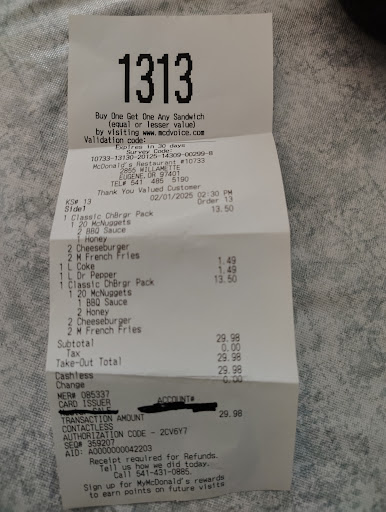 1313
Buy One Get One Any Sandwich
(equal or lesser value)
by visiting www.mcdvoice.com
Validation code:
Expires in 30 days
Survey Code:
10733-13130-20125-14309-00299-8
McDonald's Restaurant #10733
2855 WILLAMETTE
EUGENE,OR 97401
TEL# 541 485 5190
Thank You Valued Customer
KS# 13 02/01/2025 02:30 PM
Side1 Order 13
1 Classic ChBrgr Pack 13.50
1 20 McNuggets
2 BBQ Sauce
1 Honey
2 Cheeseburger
2 M French Fries
1 L Coke 1.49
1 L Dr Pepper 1.49
1 Classic ChBrgr Pack 13.50
1 20 McNuggets
1 BBQ Sauce
2 Honey
2 Cheeseburger
2 M French Fries
Subtotal 29.98
Tax 0.00
Take-Out Total 29.98
Cashless 29.98
Change 0.00
MER# 085337
CARD ISSUER ACCOUNT#
TRANSACTION AMOUNT 29.98
CONTACTLESS
AUTHORIZATION CODE - 2CV6Y7
SEQ# 359207
AID: A0000000042203
Receipt required for Refunds.
Tell us how we did today.
Call 541-431-0885.
Sign up for MyMcDonald's rewards
to earn points on future visits